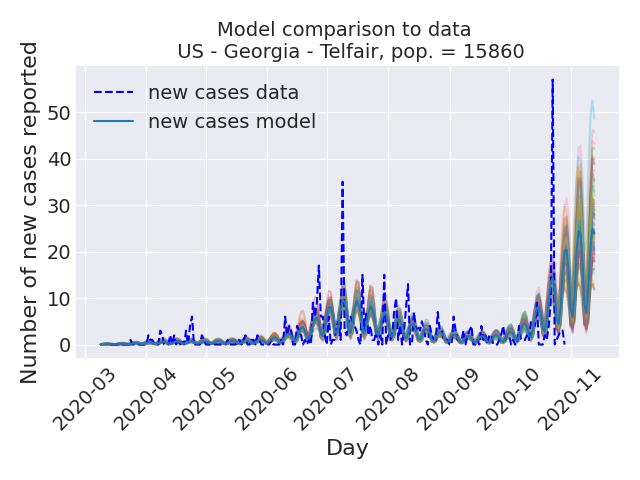 Model comparison to data
US - Georgia - Telfair, pop. = 15860
Number of new cases reported
new cases data
new cases model
50
40
30
20
10
0
2020-03
2020-04
2020-05
2020-06
2020-07
2020-08
2020-09
2020-10
2020-11
Day